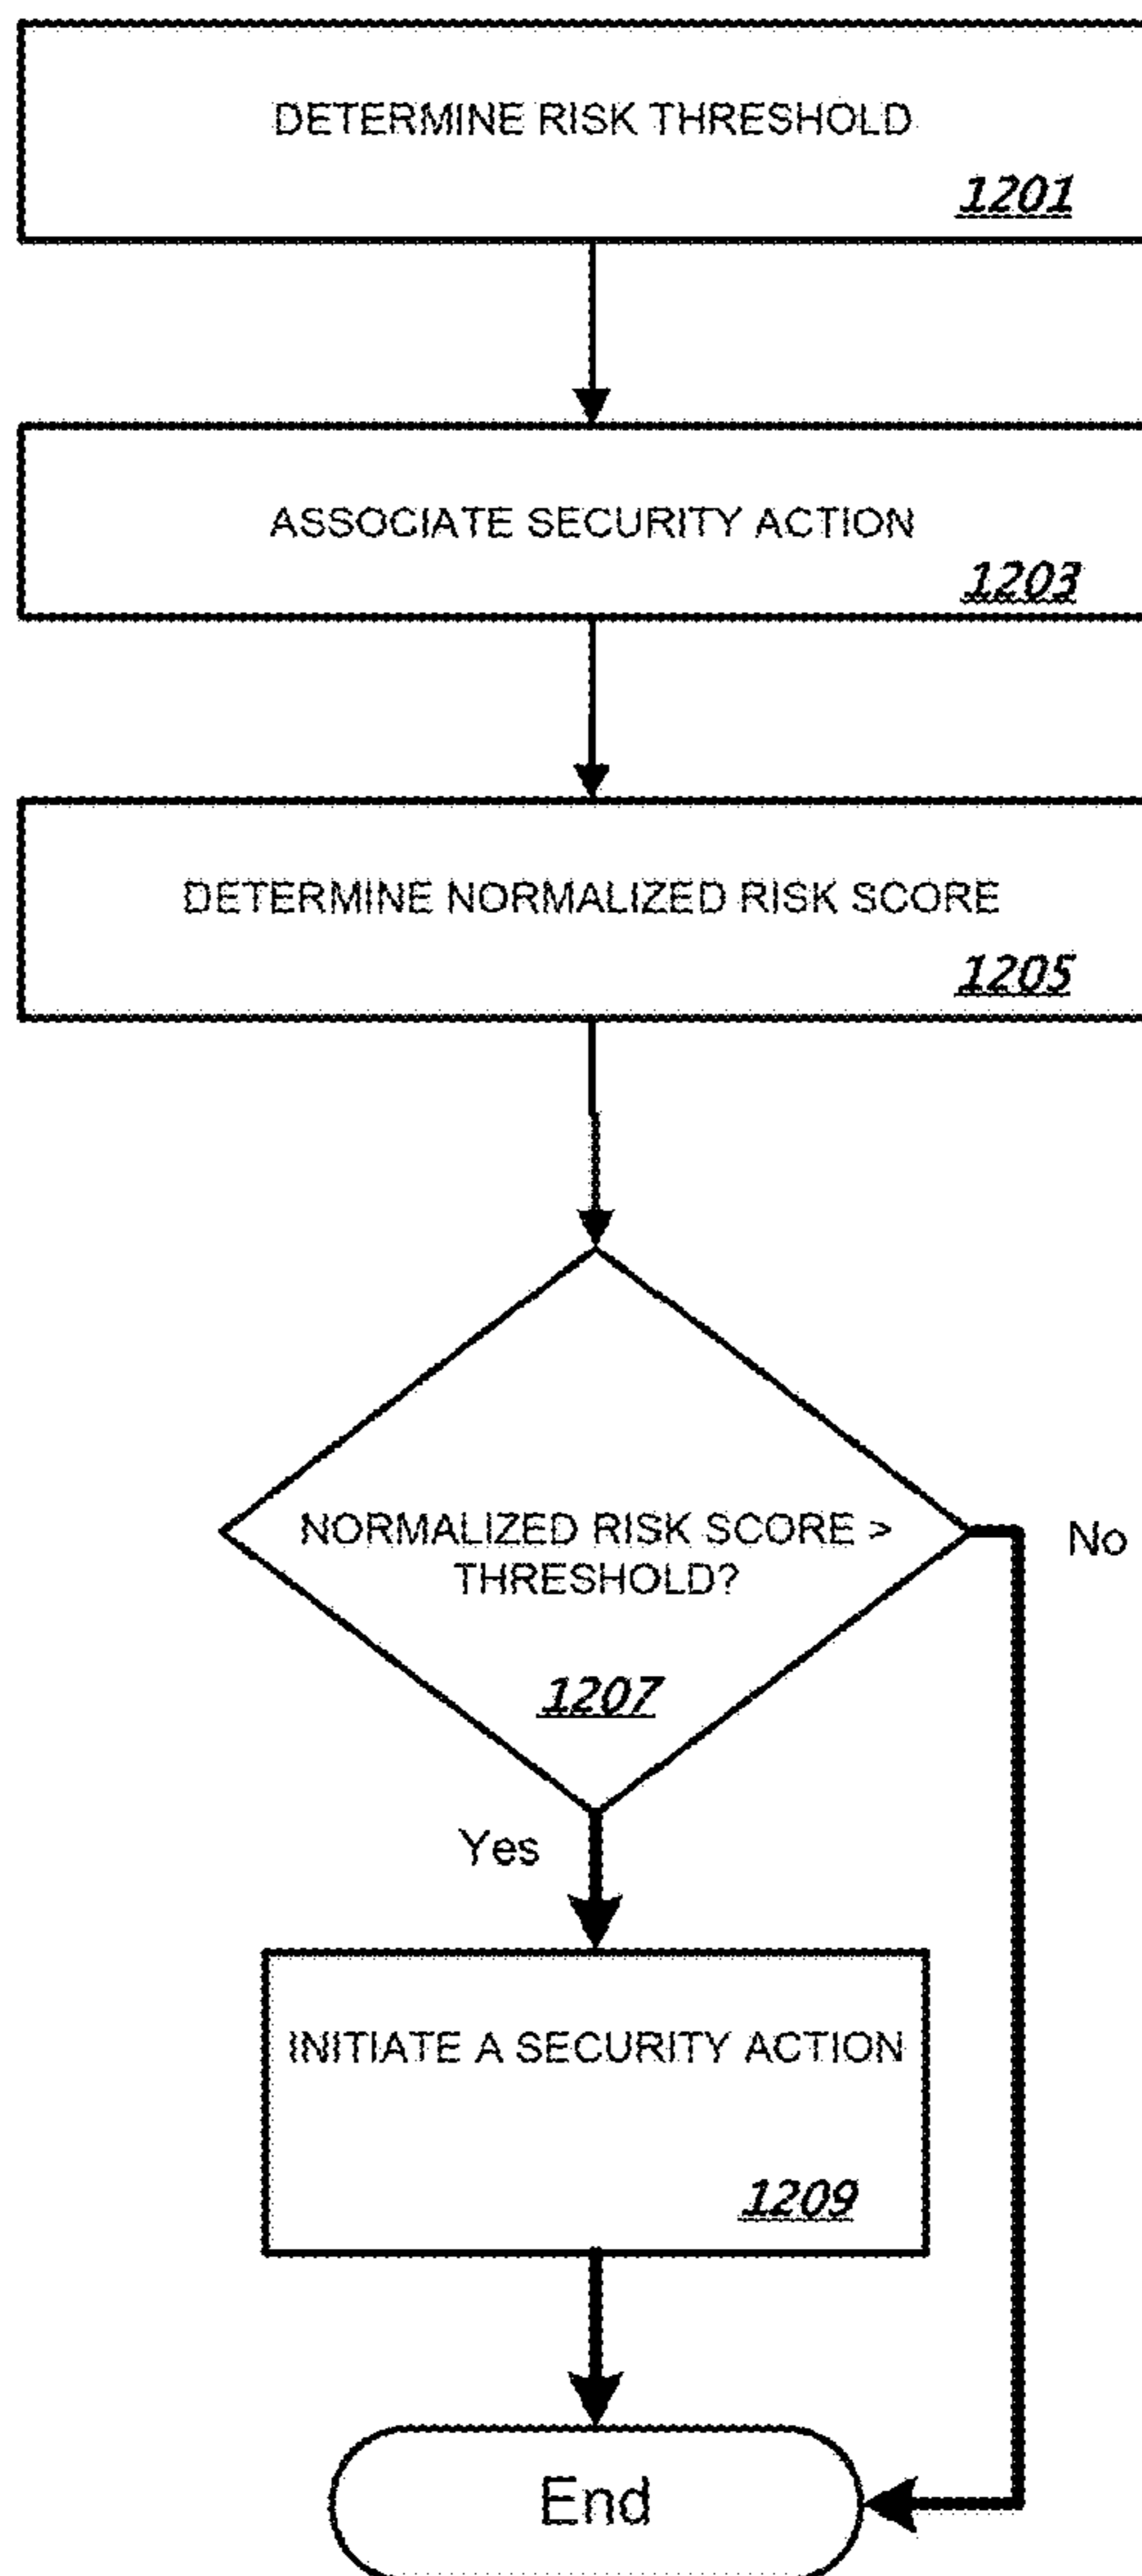 DETERMINE RISK THRESHOLD
1201
ASSOCIATE SECURITY ACTION
1203
DETERMINE NORMALIZED RISK SCORE
1205
NORMALIZED RISK SCORE >
THRESHOLD?
1207
No
Yes
INITIATE A SECURITY ACTION
1209
End